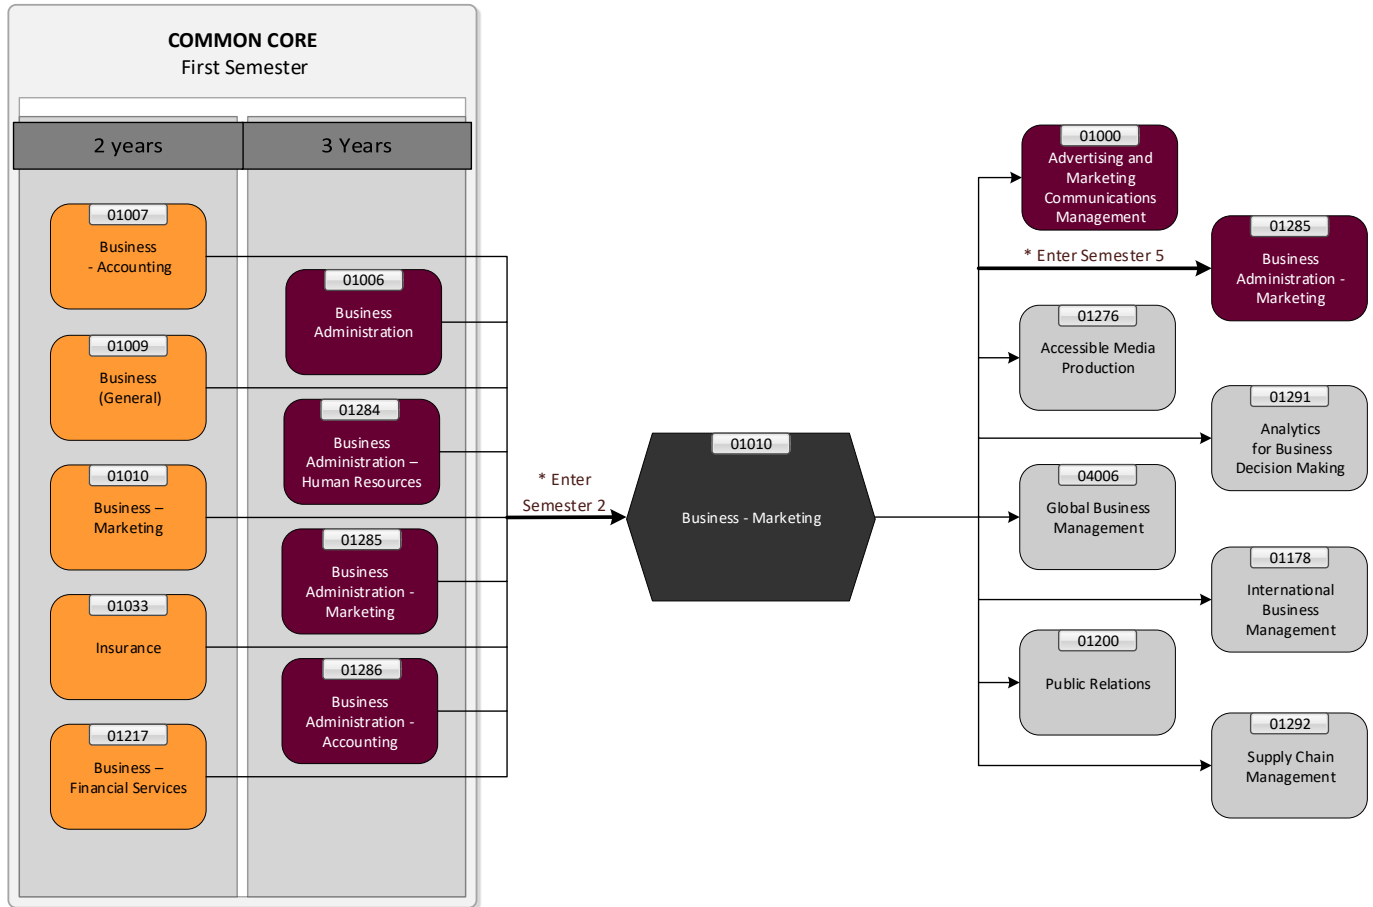 COMMON CORE
First Semester
2 years
3 Years
01007
Business
- Accounting
01009
Business
(General)
01010
Business –
Marketing
01033
Insurance
01217
Business –
Financial Services
01006
Business
Administration
01284
Business
Administration –
Human Resources
01285
Business
Administration -
Marketing
01286
Business
Administration -
Accounting
* Enter
Semester 2
01010
Business - Marketing
01000
Advertising and
Marketing
Communications
Management
* Enter Semester 5
01285
Business
Administration -
Marketing
01276
Accessible Media
Production
01291
Analytics
for Business
Decision Making
04006
Global Business
Management
01178
International
Business
Management
01200
Public Relations
01292
Supply Chain
Management